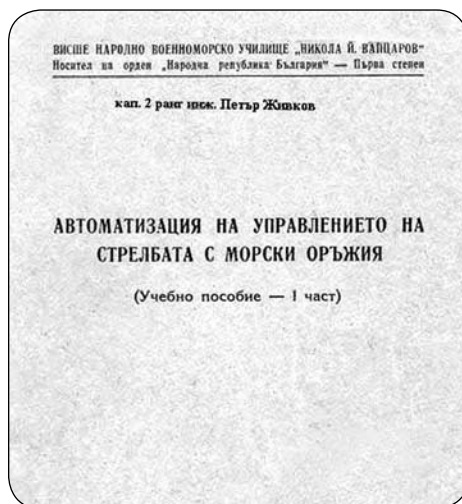 ВИСШЕ НАРОДНО ВОЕННОМОРСКО УЧИЛИЩЕ „НИКОЛА Й. ВАПЦАРОВ“
Носител на орден „Народна република България“ — Първа степен
кап. 2 ранг инж. Петър Живков
АВТОМАТИЗАЦИЯ НА УПРАВЛЕНИЕТО НА
СТРЕЛБАТА С МОРСКИ ОРЪЖИЯ
(Учебно пособие — I част)